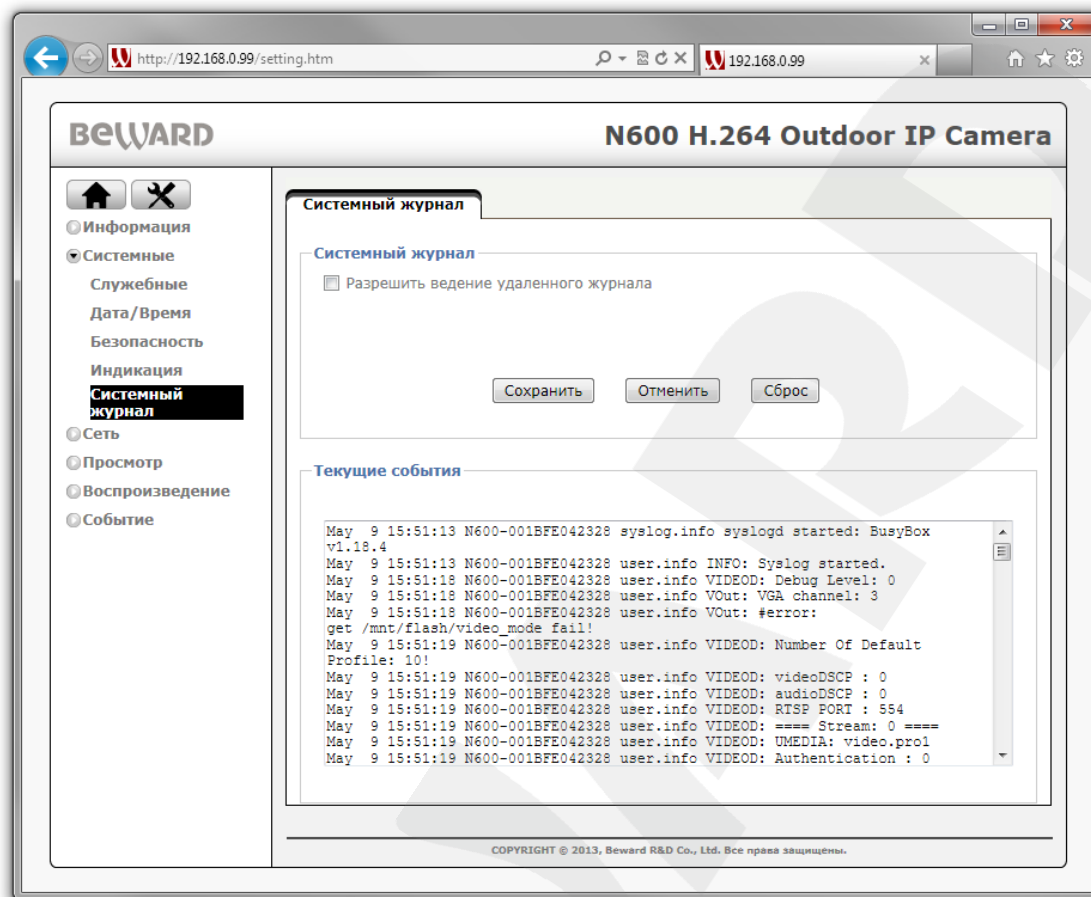 http://192.168.0.99/setting.htm
192.168.0.99
BEWARD
N600 H.264 Outdoor IP Camera
Информация
Системные
Служебные
Дата/Время
Безопасность
Индикация
Системный
журнал
Сеть
Просмотр
Воспроизведение
Событие
Системный журнал
Системный журнал
Разрешить ведение удаленного журнала
Сохранить Отменить Сброс
Текущие события
May  9 15:51:13 N600-001BFE042328 syslog.info syslogd started: BusyBox
v1.18.4
May  9 15:51:13 N600-001BFE042328 user.info INFO: Syslog started.
May  9 15:51:18 N600-001BFE042328 user.info VIDEOD: Debug Level: 0
May  9 15:51:18 N600-001BFE042328 user.info VOut: VGA channel: 3
May  9 15:51:18 N600-001BFE042328 user.info VOut: #error:
get /mnt/flash/video_mode fail!
May  9 15:51:19 N600-001BFE042328 user.info VIDEOD: Number Of Default
Profile: 10!
May  9 15:51:19 N600-001BFE042328 user.info VIDEOD: videoDSCP : 0
May  9 15:51:19 N600-001BFE042328 user.info VIDEOD: audioDSCP : 0
May  9 15:51:19 N600-001BFE042328 user.info VIDEOD: RTSP PORT : 554
May  9 15:51:19 N600-001BFE042328 user.info VIDEOD: ==== Stream: 0 ====
May  9 15:51:19 N600-001BFE042328 user.info VIDEOD: UMEDIA: video.pro1
May  9 15:51:19 N600-001BFE042328 user.info VIDEOD: Authentication : 0
COPYRIGHT © 2013, Beward R&D Co., Ltd. Все права защищены.